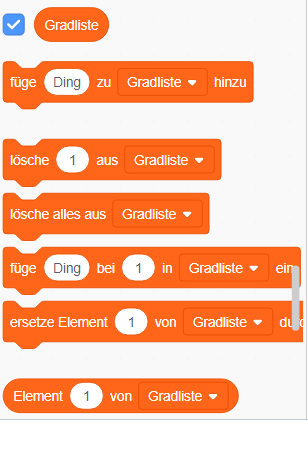 Gradliste
füge Ding zu Gradliste hinzu
lösche 1 aus Gradliste
lösche alles aus Gradliste
füge Ding bei 1 in Gradliste ein
ersetze Element 1 von Gradliste
Element 1 von Gradliste